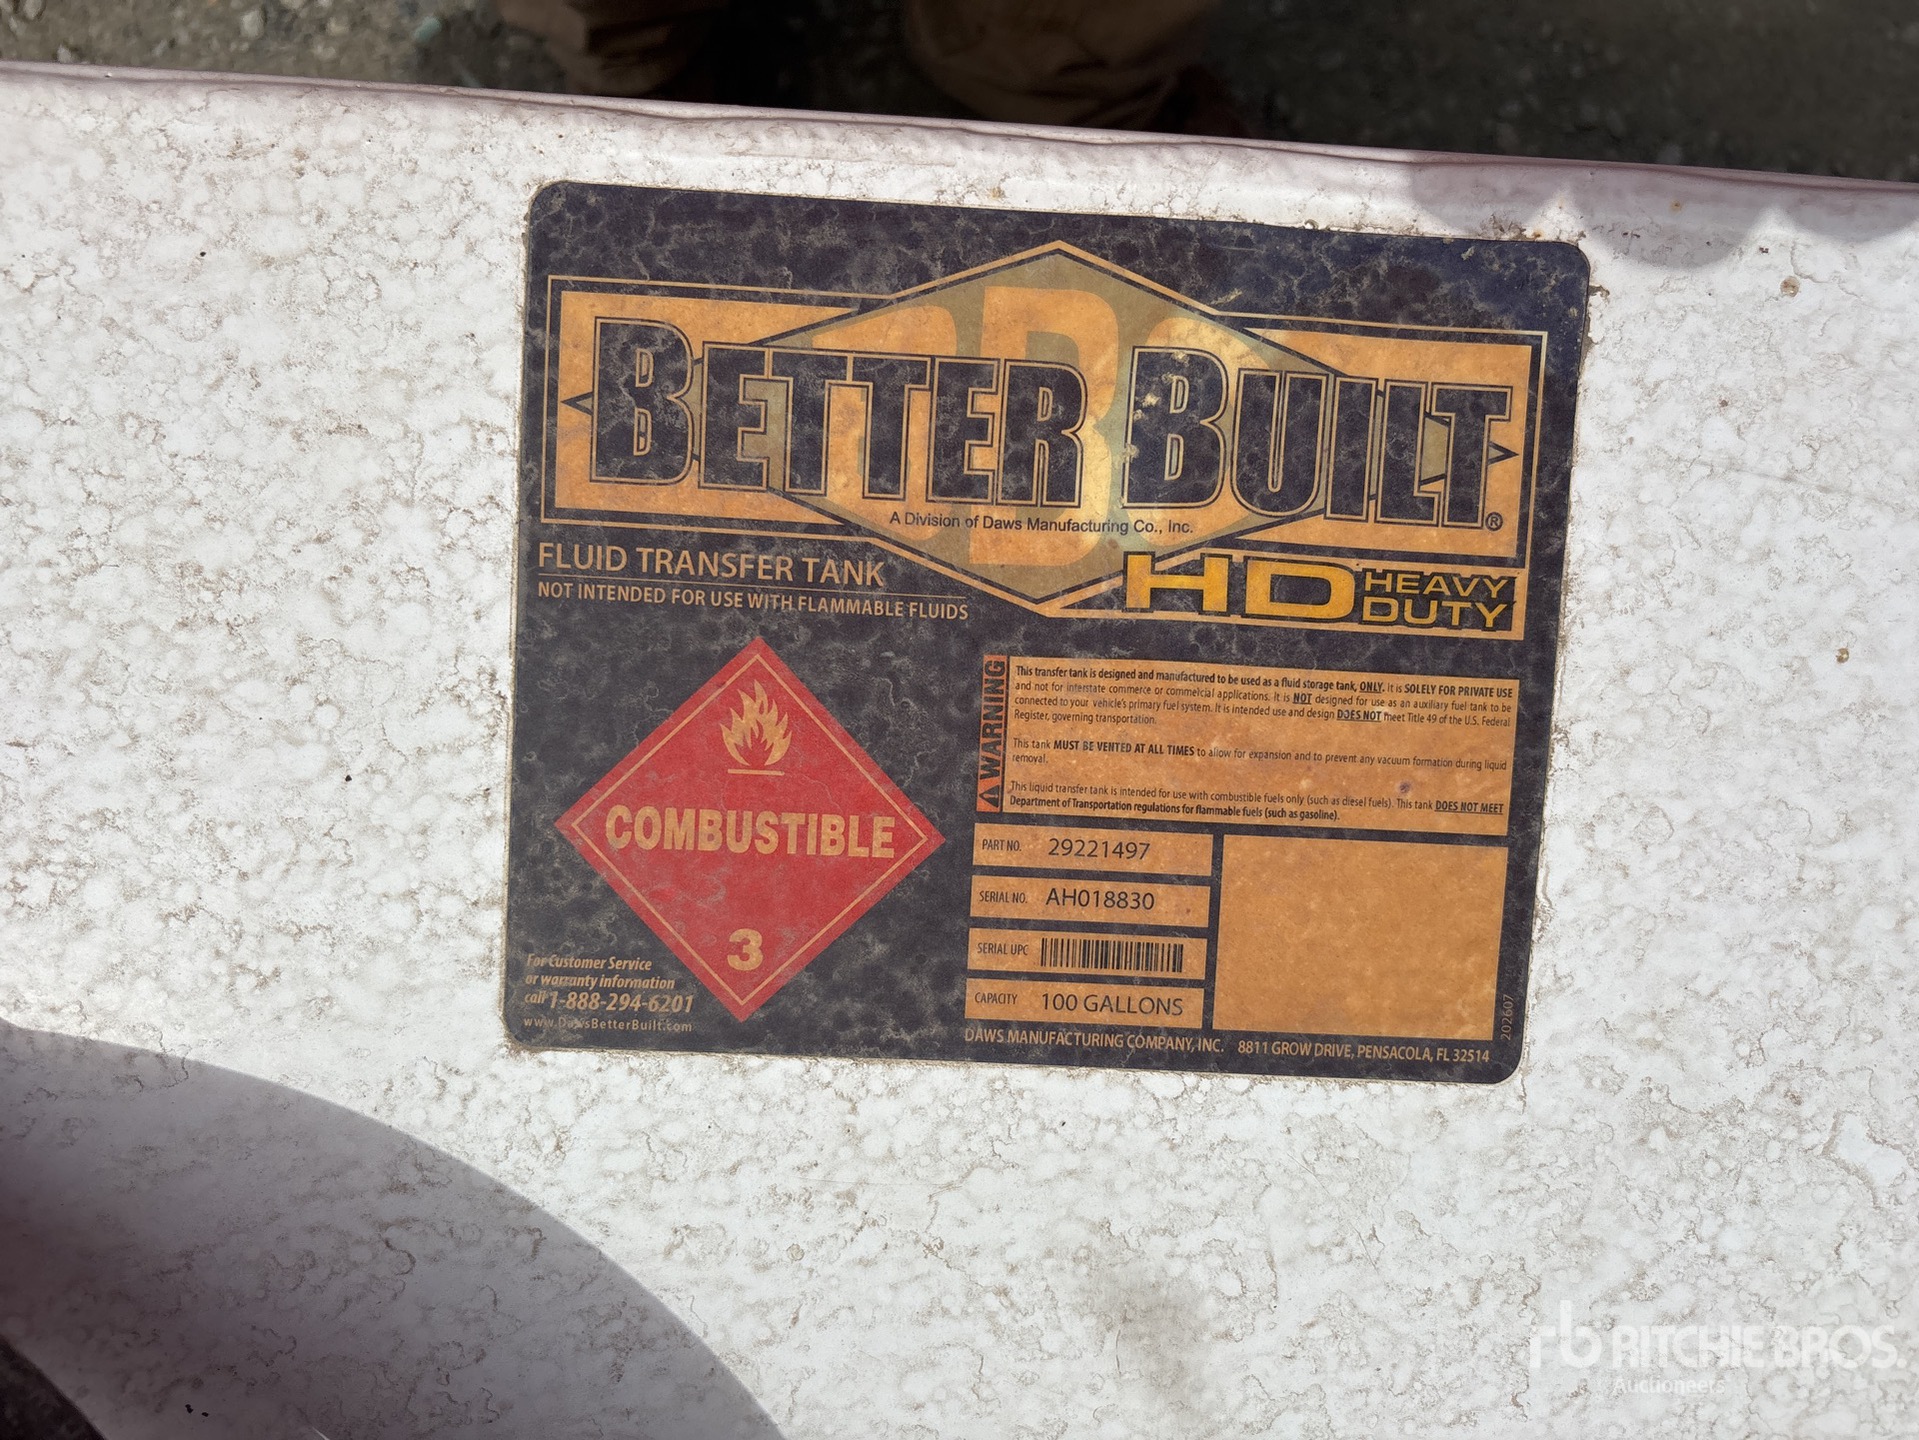 BETTER BUILT®
A Division of Daws Manufacturing Co., Inc.
HD HEAVY DUTY
FLUID TRANSFER TANK
NOT INTENDED FOR USE WITH FLAMMABLE FLUIDS
COMBUSTIBLE
3
For Customer Service
or warranty information
call 1-888-294-6201
www.DawsBetterBuilt.com
WARNING
This transfer tank is designed and manufactured to be used as a fluid storage tank, ONLY. It is SOLELY FOR PRIVATE USE
and not for interstate commerce or commelcial applications. It is NOT designed for use as an auxiliary fuel tank to be
connected to your vehicle's primary fuel system. It is intended use and design DOES NOT meet Title 49 of the U.S. Federal
Register, governing transportation.
This tank MUST BE VENTED AT ALL TIMES to allow for expansion and to prevent any vacuum formation during liquid
removal.
This liquid transfer tank is intended for use with combustible fuels only (such as diesel fuels). This tank DOES NOT MEET
Department of Transportation regulations for flammable fuels (such as gasoline).
PART NO. 29221497
SERIAL NO. AH018830
SERIAL UPC
CAPACITY 100 GALLONS
202607
DAWS MANUFACTURING COMPANY, INC. 8811 GROW DRIVE, PENSACOLA, FL 32514
rb RITCHIE BROS.
Auctioneers